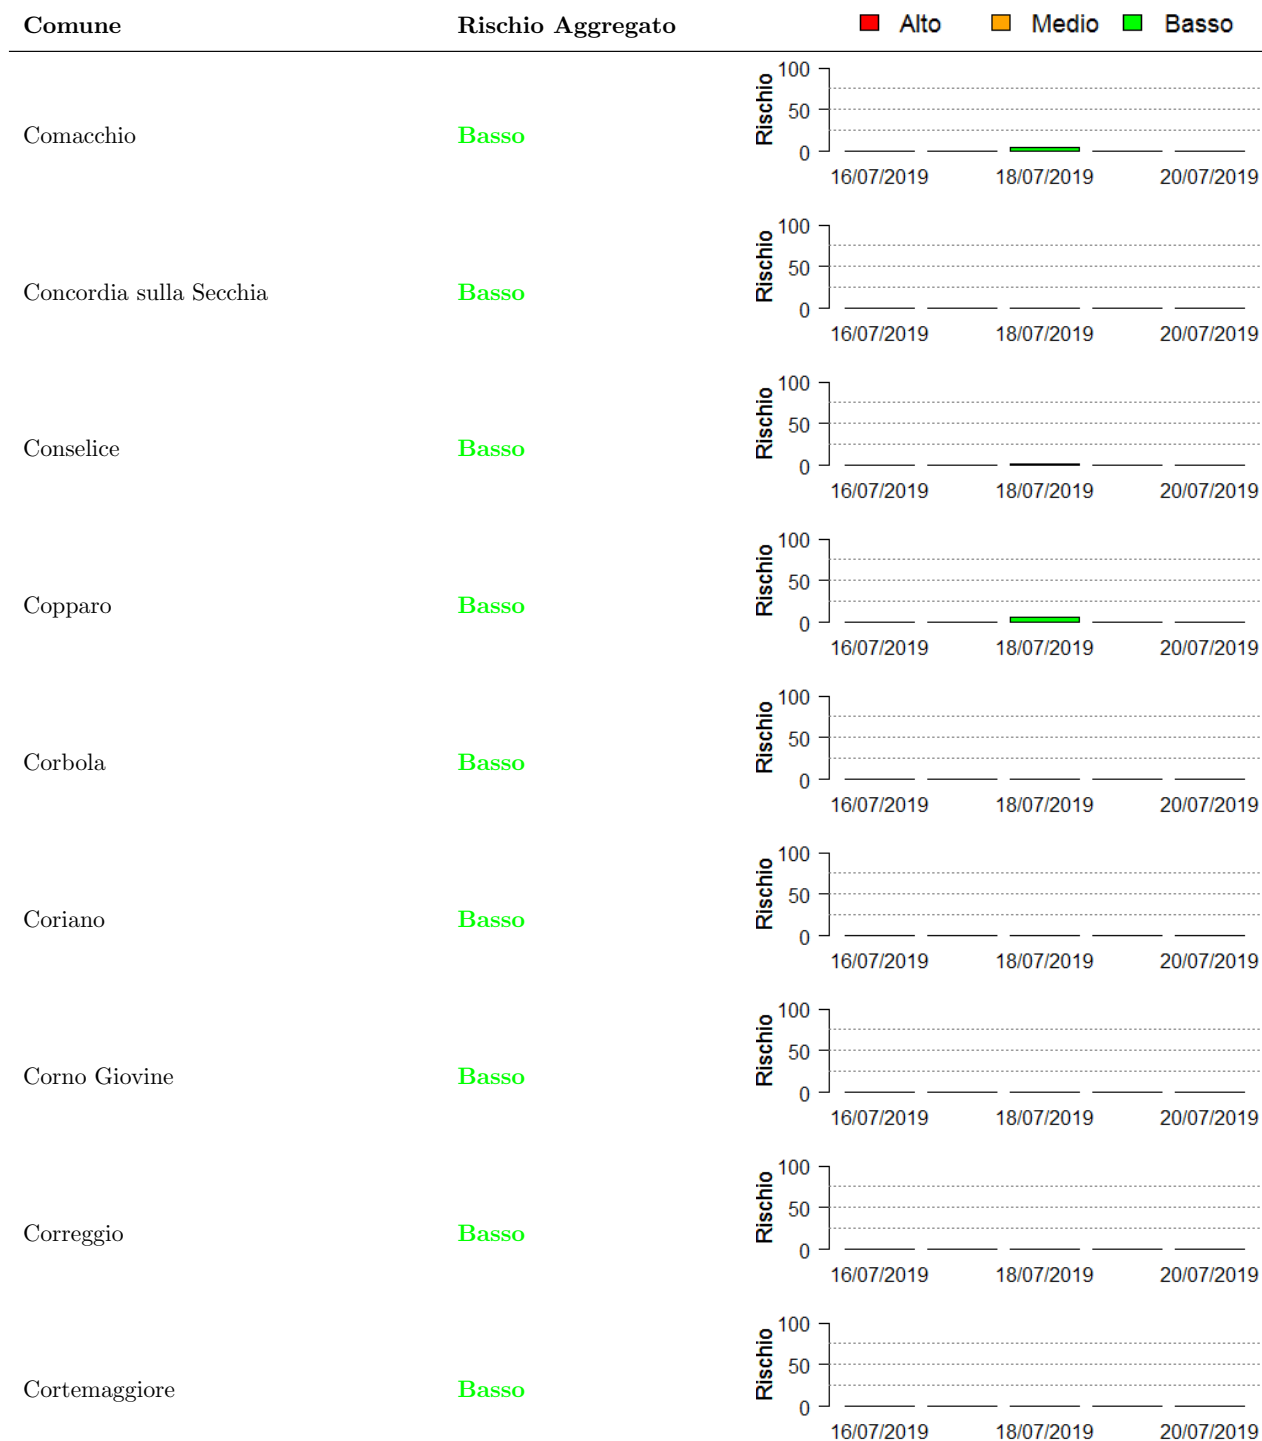 Comune Rischio Aggregato Alto Medio Basso
100
50
0
Rischio
Comacchio Basso
16/07/2019 18/07/2019 20/07/2019
100
50
0
Rischio
Concordia sulla Secchia Basso
16/07/2019 18/07/2019 20/07/2019
100
50
0
Rischio
Conselice Basso
16/07/2019 18/07/2019 20/07/2019
100
50
0
Rischio
Copparo Basso
16/07/2019 18/07/2019 20/07/2019
100
50
0
Rischio
Corbola Basso
16/07/2019 18/07/2019 20/07/2019
100
50
0
Rischio
Coriano Basso
16/07/2019 18/07/2019 20/07/2019
100
50
0
Rischio
Corno Giovine Basso
16/07/2019 18/07/2019 20/07/2019
100
50
0
Rischio
Correggio Basso
16/07/2019 18/07/2019 20/07/2019
100
50
0
Rischio
Cortemaggiore Basso
16/07/2019 18/07/2019 20/07/2019